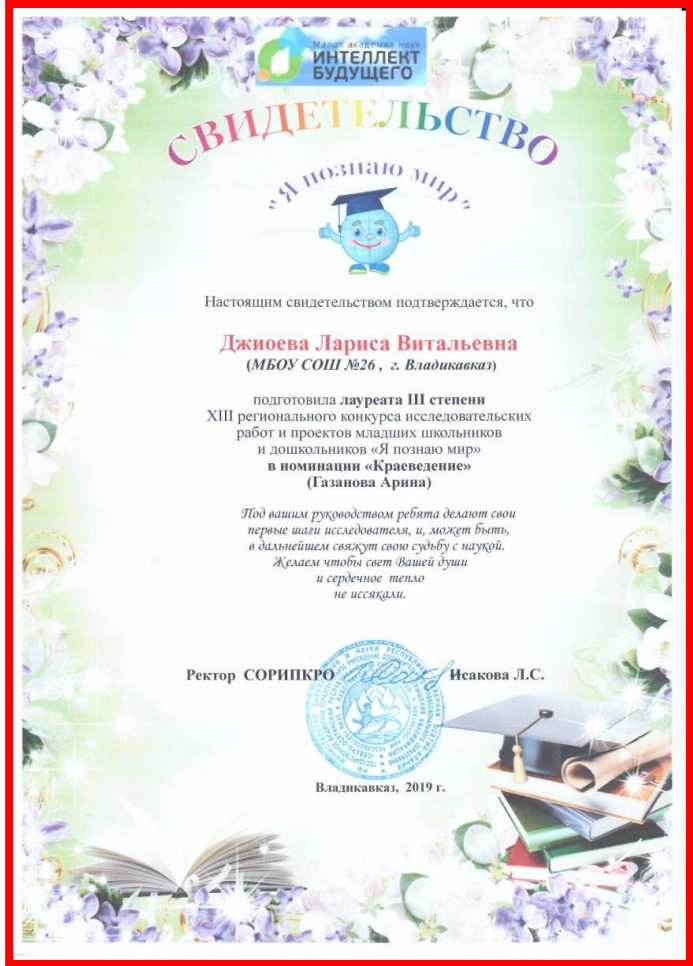 Малая академия наук
ИНТЕЛЛЕКТ
БУДУЩЕГО
СВИДЕТЕЛЬСТВО
"Я познаю мир"
Настоящим свидетельством подтверждается, что
Джиоева Лариса Витальевна
(МБОУ СОШ №26 , г. Владикавказ)
подготовила лауреата III степени
XIII регионального конкурса исследовательских
работ и проектов младших школьников
и дошкольников «Я познаю мир»
в номинации «Краеведение»
(Газанова Арина)
Под вашим руководством ребята делают свои
первые шаги исследователя, и, может быть,
в дальнейшем свяжут свою судьбу с наукой.
Желаем чтобы свет Вашей души
и сердечное тепло
не иссякали.
Ректор СОРИПКРО Исакова Л.С.
Владикавказ, 2019 г.